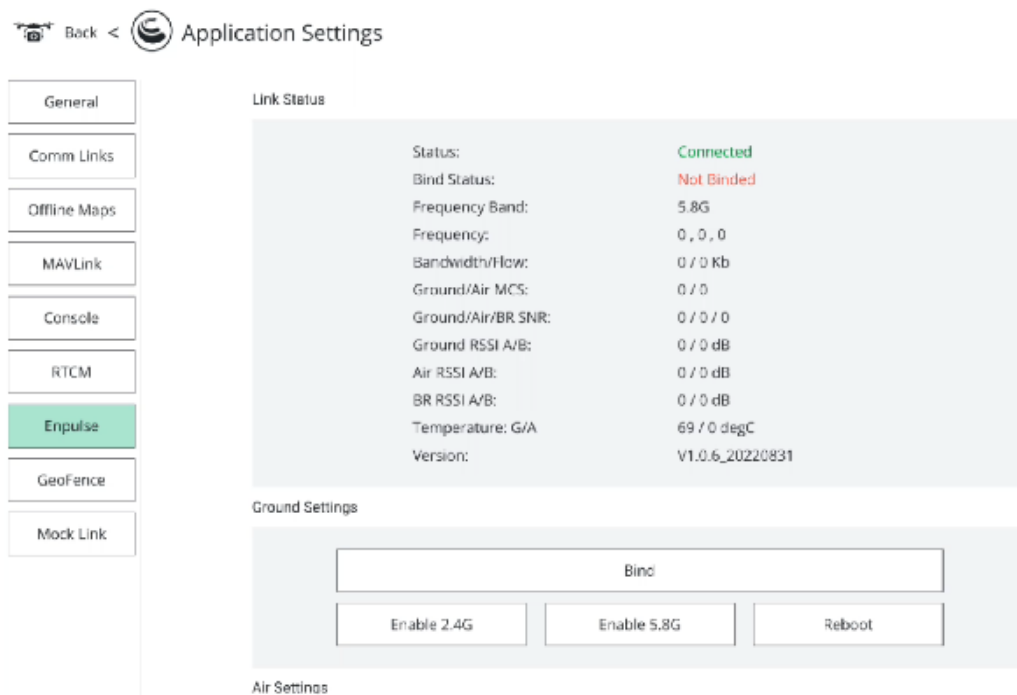 Back < Application Settings
General
Comm Links
Offline Maps
MAVLink
Console
RTCM
Enpulse
GeoFence
Mock Link
Link Status
Status: Connected
Bind Status: Not Binded
Frequency Band: 5.8G
Frequency: 0 , 0 , 0
Bandwidth/Flow: 0 / 0 Kb
Ground/Air MCS: 0 / 0
Ground/Air/BR SNR: 0 / 0 / 0
Ground RSSI A/B: 0 / 0 dB
Air RSSI A/B: 0 / 0 dB
BR RSSI A/B: 0 / 0 dB
Temperature: G/A 69 / 0 degC
Version: V1.0.6_20220831
Ground Settings
Bind
Enable 2.4G Enable 5.8G Reboot
Air Settings